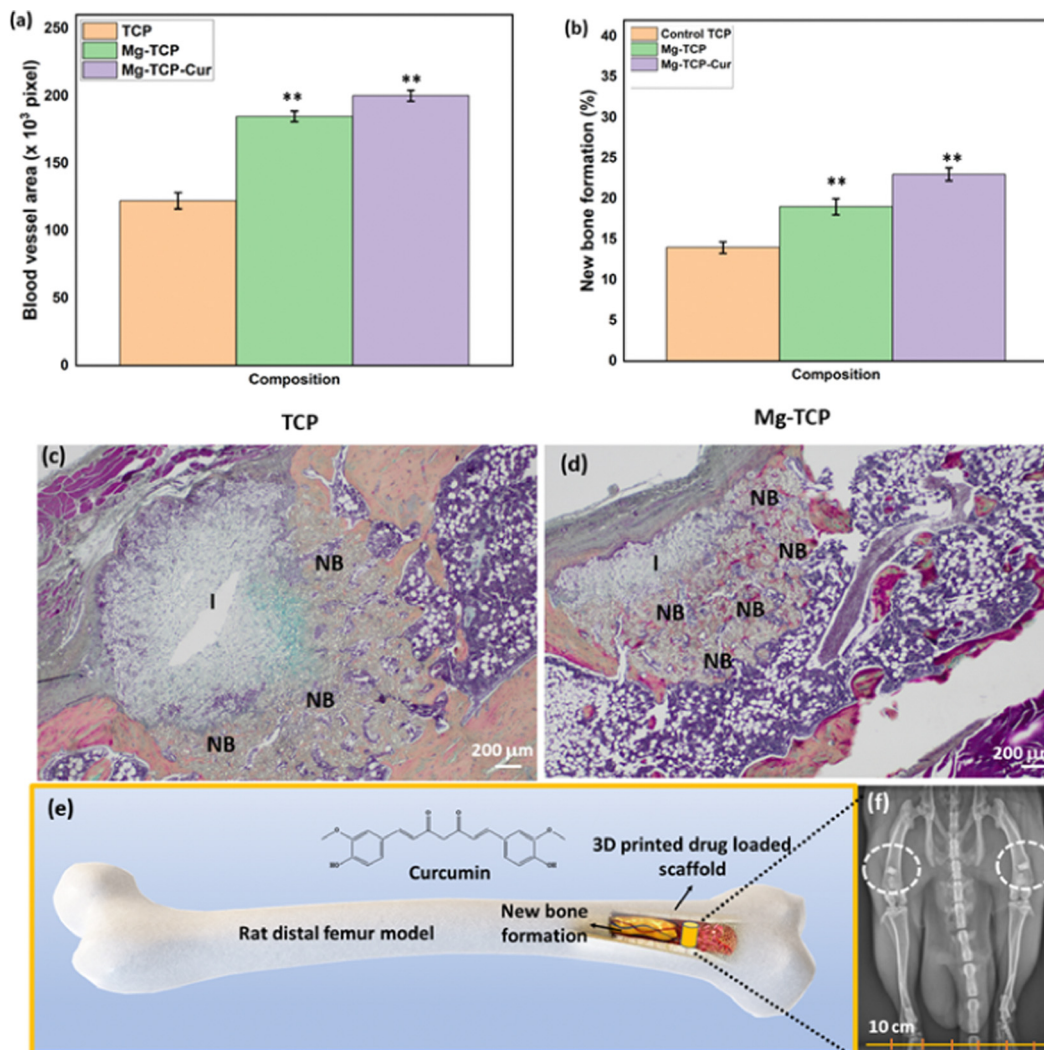 (a)
250
200
150
100
50
0
Blood vessel area (x 10³ pixel)
TCP
Mg-TCP
Mg-TCP-Cur
**
**
Composition
(b)
40
35
30
25
20
15
10
5
0
New bone formation (%)
Control TCP
Mg-TCP
Mg-TCP-Cur
**
**
Composition
TCP
(c)
I
NB
NB
NB
200 µm
Mg-TCP
(d)
NB
NB
I
NB
NB
NB
200 µm
(e)
O
O
O
O
HO
OH
Curcumin
3D printed drug loaded
scaffold
New bone
formation
Rat distal femur model
(f)
10 cm